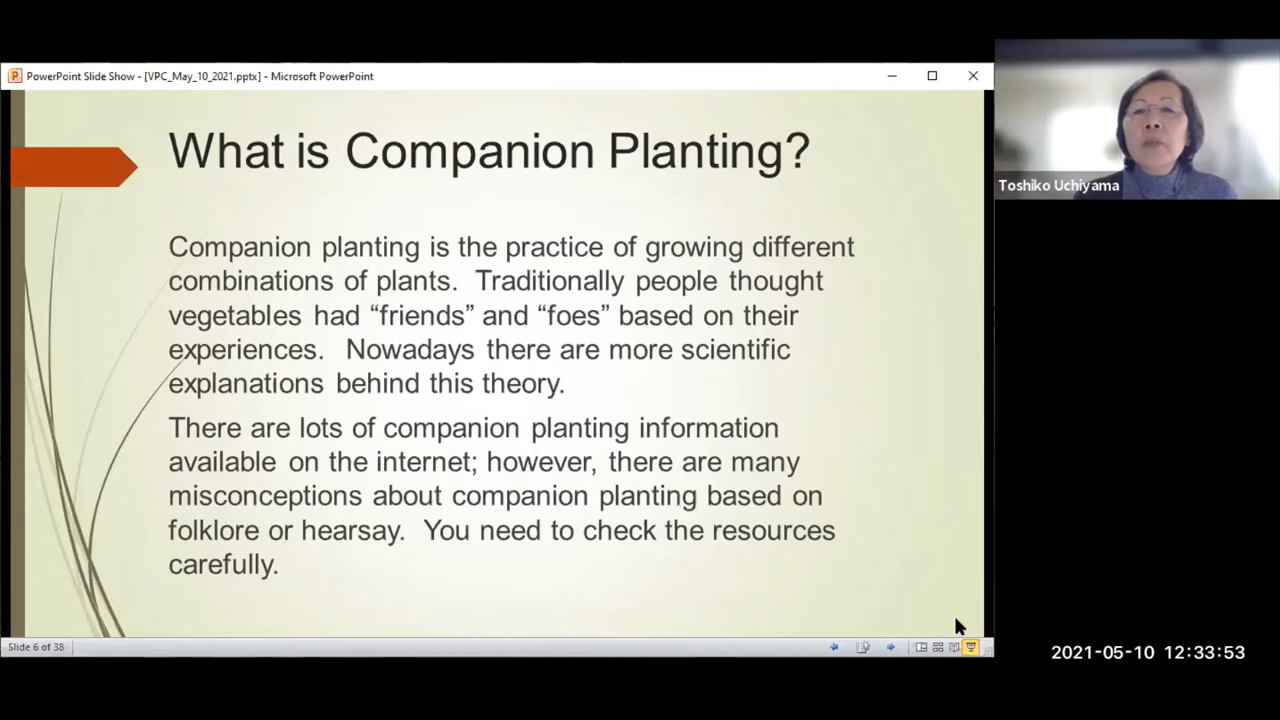 PowerPoint Slide Show - [VPC_May_10_2021.pptx] - Microsoft PowerPoint
What is Companion Planting?
Companion planting is the practice of growing different
combinations of plants. Traditionally people thought
vegetables had “friends” and “foes” based on their
experiences. Nowadays there are more scientific
explanations behind this theory.
There are lots of companion planting information
available on the internet; however, there are many
misconceptions about companion planting based on
folklore or hearsay. You need to check the resources
carefully.
Slide 6 of 38
Toshiko Uchiyama
2021-05-10 12:33:53